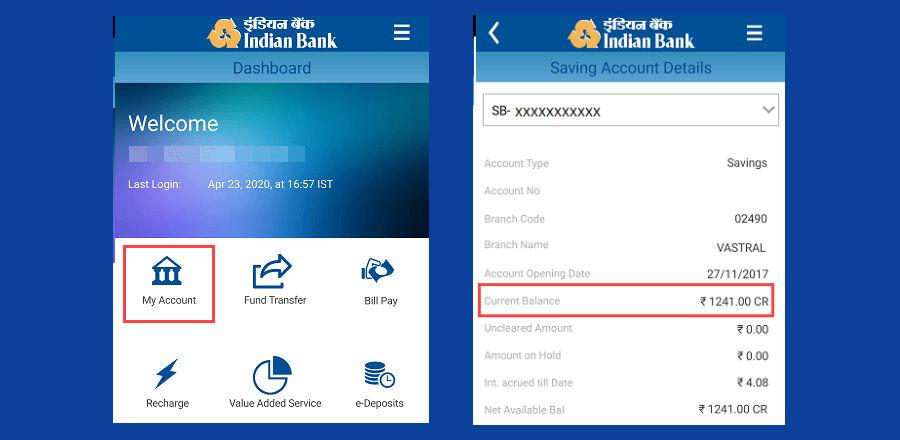 इंडियन बैंक
Indian Bank
Dashboard
Welcome
Last Login: Apr 23, 2020, at 16:57 IST
My Account
Fund Transfer
Bill Pay
Recharge
Value Added Service
e-Deposits
इंडियन बैंक
Indian Bank
Saving Account Details
SB- xxxxxxxxxxx
Account Type Savings
Account No
Branch Code 02490
Branch Name VASTRAL
Account Opening Date 27/11/2017
Current Balance ₹ 1241.00 CR
Uncleared Amount ₹ 0.00
Amount on Hold ₹ 0.00
Int. accrued till Date ₹ 4.08
Net Available Bal ₹ 1241.00 CR